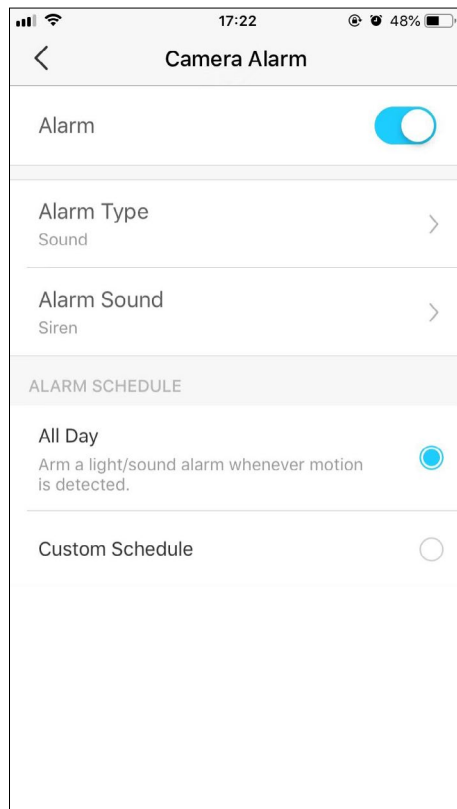 17:22 48%
Camera Alarm
Alarm
Alarm Type
Sound
Alarm Sound
Siren
ALARM SCHEDULE
All Day
Arm a light/sound alarm whenever motion
is detected.
Custom Schedule